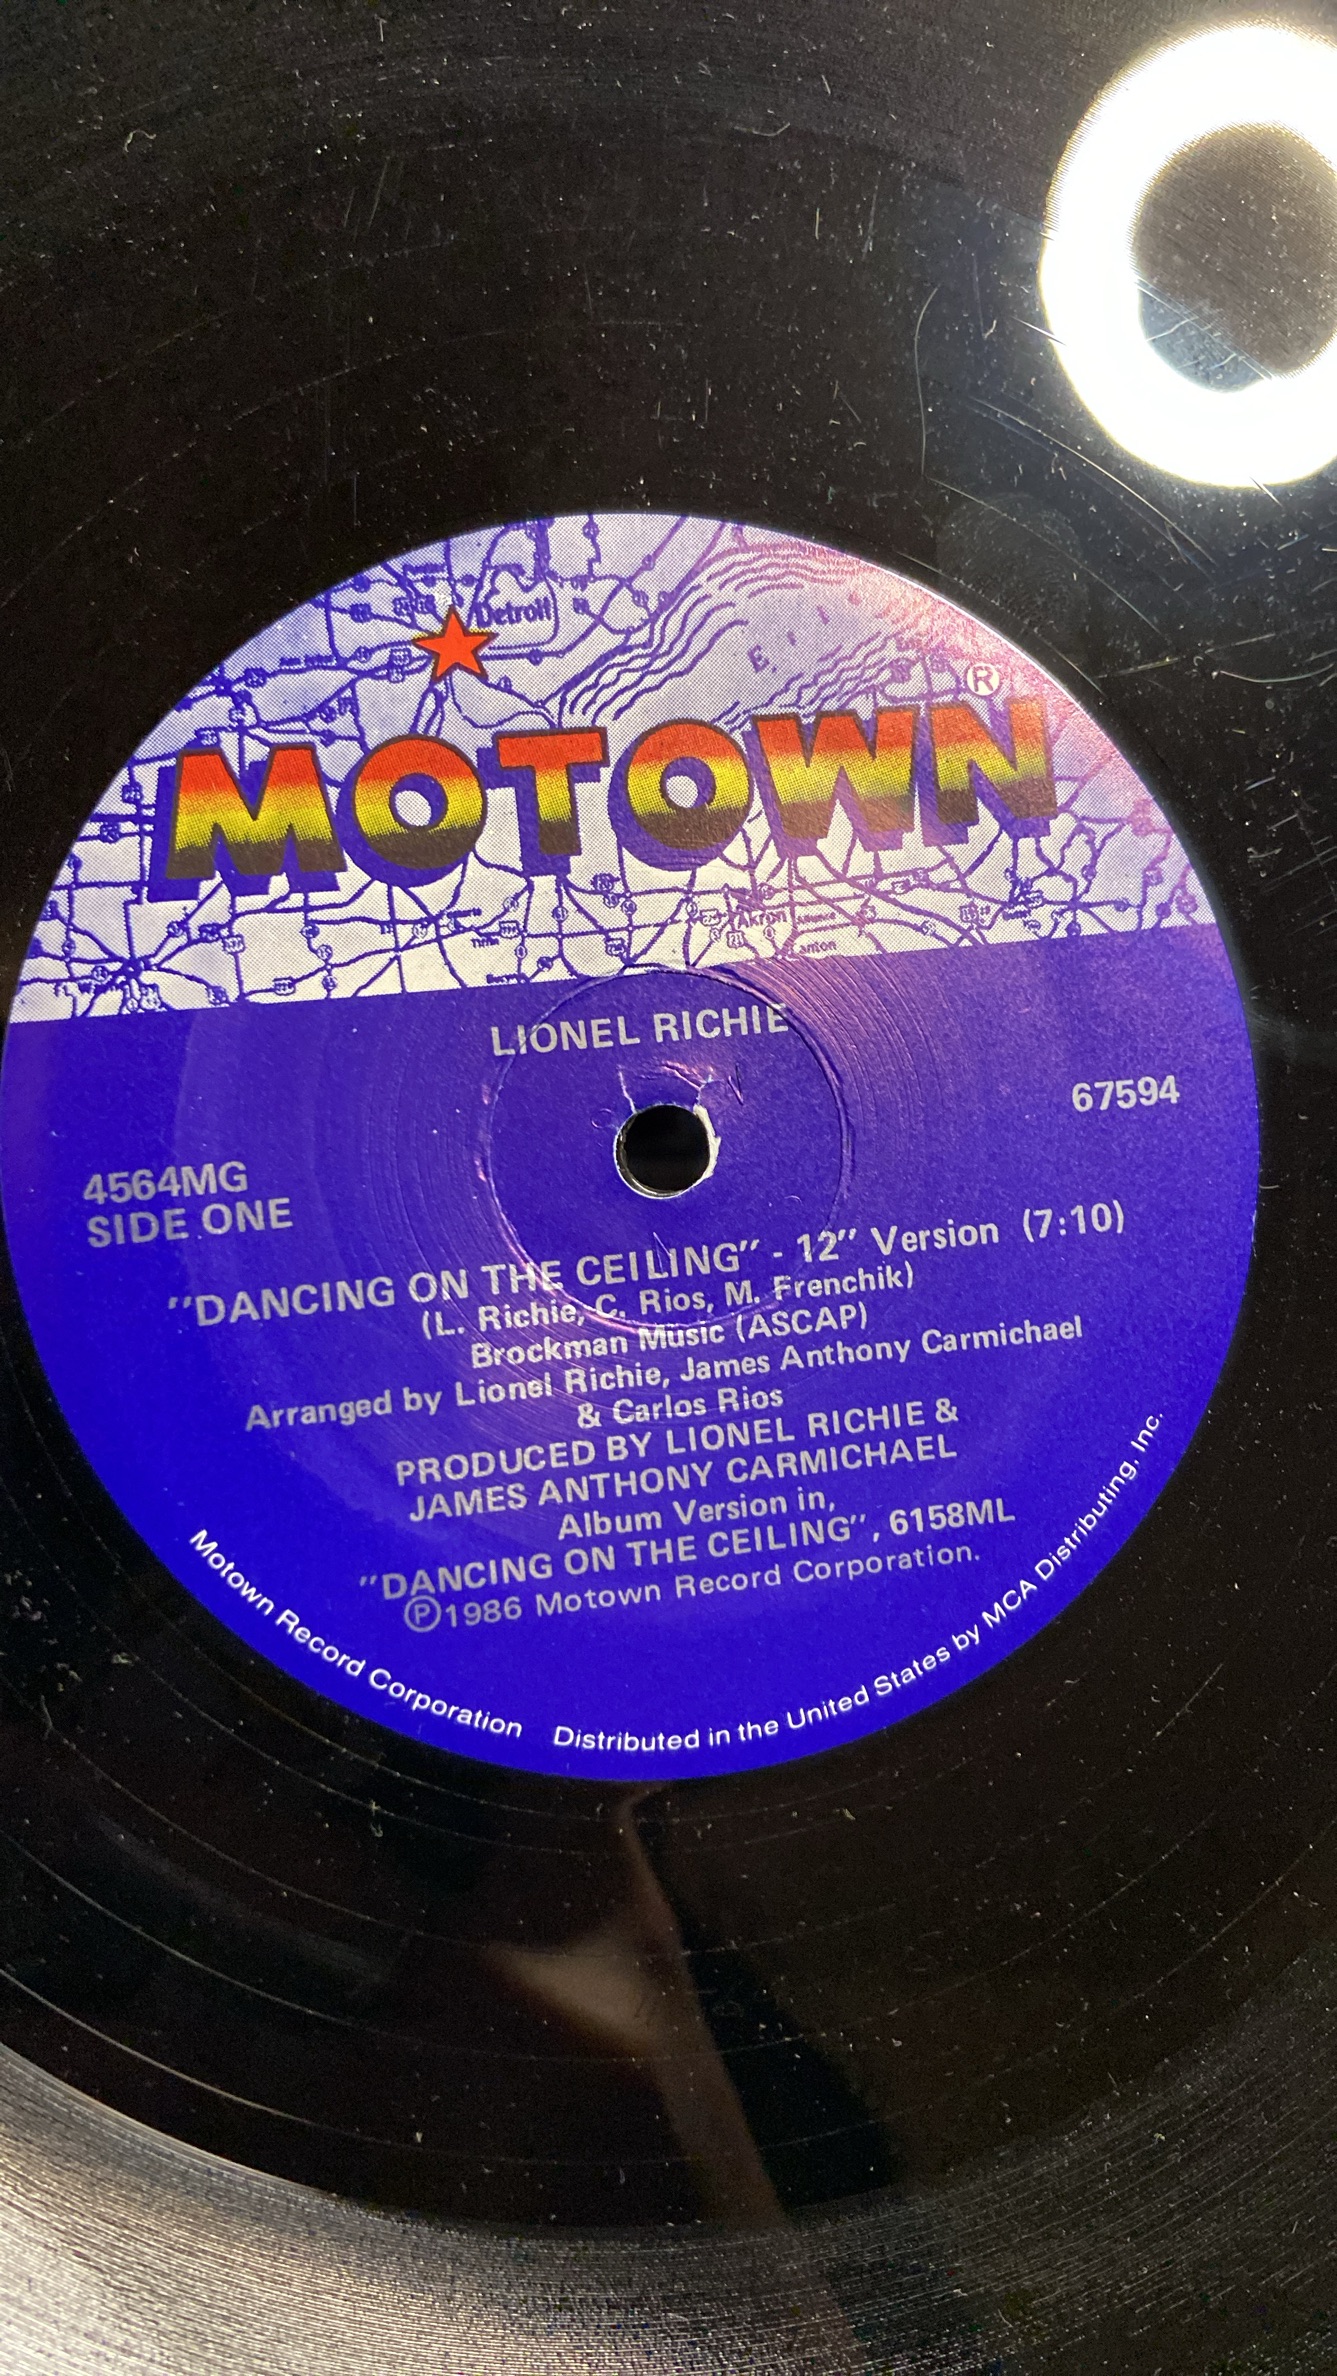 Detroit
E r i
MOTOWN®
Akron
LIONEL RICHIE
67594
4564MG
SIDE ONE
"DANCING ON THE CEILING" - 12" Version (7:10)
(L. Richie, C. Rios, M. Frenchik)
Brockman Music (ASCAP)
Arranged by Lionel Richie, James Anthony Carmichael
& Carlos Rios
PRODUCED BY LIONEL RICHIE &
JAMES ANTHONY CARMICHAEL
Album Version in,
"DANCING ON THE CEILING", 6158ML
℗1986 Motown Record Corporation.
Motown Record Corporation Distributed in the United States by MCA Distributing, Inc.